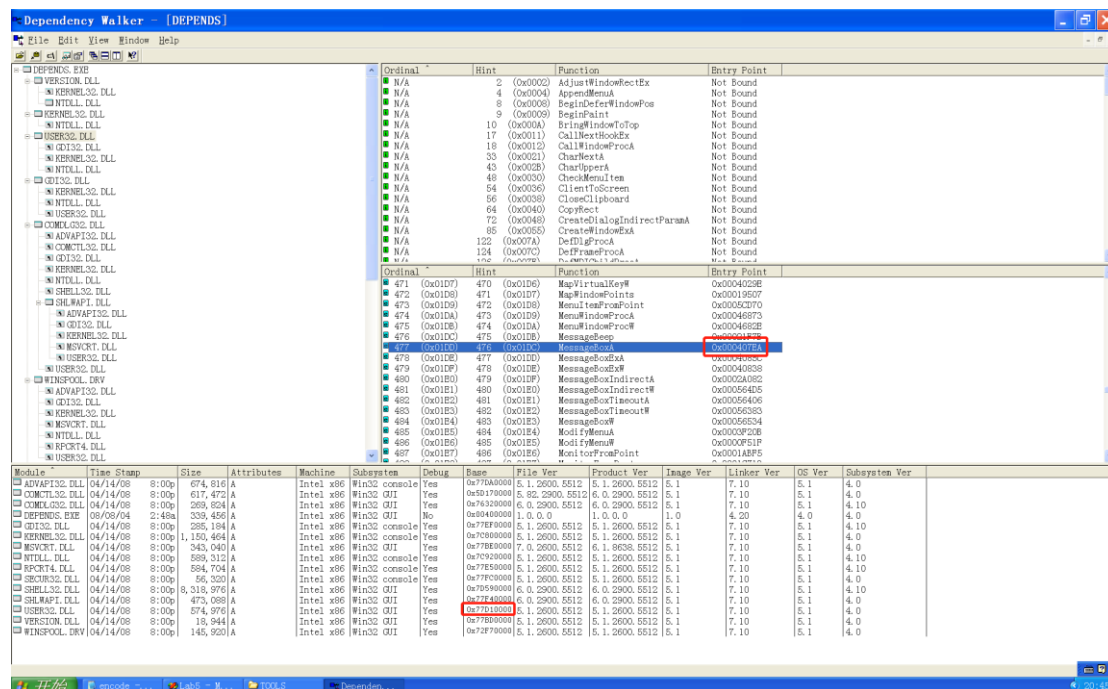 Dependency Walker - [DEPENDS]
File Edit View Window Help
DEPENDS.EXE
VERSION.DLL
KERNEL32.DLL
NTDLL.DLL
KERNEL32.DLL
NTDLL.DLL
USER32.DLL
GDI32.DLL
KERNEL32.DLL
NTDLL.DLL
GDI32.DLL
KERNEL32.DLL
NTDLL.DLL
USER32.DLL
COMDLG32.DLL
ADVAPI32.DLL
COMCTL32.DLL
GDI32.DLL
KERNEL32.DLL
NTDLL.DLL
SHELL32.DLL
SHLWAPI.DLL
ADVAPI32.DLL
GDI32.DLL
KERNEL32.DLL
MSVCRT.DLL
USER32.DLL
USER32.DLL
WINSPOOL.DRV
ADVAPI32.DLL
GDI32.DLL
KERNEL32.DLL
MSVCRT.DLL
NTDLL.DLL
RPCRT4.DLL
USER32.DLL
Ordinal Hint Function Entry Point
N/A 2 (0x0002) AdjustWindowRectEx Not Bound
N/A 4 (0x0004) AppendMenuA Not Bound
N/A 8 (0x0008) BeginDeferWindowPos Not Bound
N/A 9 (0x0009) BeginPaint Not Bound
N/A 10 (0x000A) BringWindowToTop Not Bound
N/A 17 (0x0011) CallNextHookEx Not Bound
N/A 18 (0x0012) CallWindowProcA Not Bound
N/A 33 (0x0021) CharNextA Not Bound
N/A 43 (0x002B) CharUpperA Not Bound
N/A 48 (0x0030) CheckMenuItem Not Bound
N/A 54 (0x0036) ClientToScreen Not Bound
N/A 56 (0x0038) CloseClipboard Not Bound
N/A 64 (0x0040) CopyRect Not Bound
N/A 72 (0x0048) CreateDialogIndirectParamA Not Bound
N/A 85 (0x0055) CreateWindowExA Not Bound
N/A 122 (0x007A) DefDlgProcA Not Bound
N/A 124 (0x007C) DefFrameProcA Not Bound
Ordinal Hint Function Entry Point
471 (0x01D7) 470 (0x01D6) MapVirtualKeyW 0x0004029E
472 (0x01D8) 471 (0x01D7) MapWindowPoints 0x00019507
473 (0x01D9) 472 (0x01D8) MenuItemFromPoint 0x0005CD70
474 (0x01DA) 473 (0x01D9) MenuWindowProcA 0x00046873
475 (0x01DB) 474 (0x01DA) MenuWindowProcW 0x0004682E
476 (0x01DC) 475 (0x01DB) MessageBeep 0x00021F7B
477 (0x01DD) 476 (0x01DC) MessageBoxA 0x000407EA
478 (0x01DE) 477 (0x01DD) MessageBoxExA 0x0004085C
479 (0x01DF) 478 (0x01DE) MessageBoxExW 0x00040838
480 (0x01E0) 479 (0x01DF) MessageBoxIndirectA 0x0002A082
481 (0x01E1) 480 (0x01E0) MessageBoxIndirectW 0x000564D5
482 (0x01E2) 481 (0x01E1) MessageBoxTimeoutA 0x00056406
483 (0x01E3) 482 (0x01E2) MessageBoxTimeoutW 0x00056383
484 (0x01E4) 483 (0x01E3) MessageBoxW 0x00056534
485 (0x01E5) 484 (0x01E4) ModifyMenuA 0x0003F20B
486 (0x01E6) 485 (0x01E5) ModifyMenuW 0x0000F51F
487 (0x01E7) 486 (0x01E6) MonitorFromPoint 0x0001ABF5
Module Time Stamp Size Attributes Machine Subsystem Debug Base File Ver Product Ver Image Ver Linker Ver OS Ver Subsystem Ver
ADVAPI32.DLL 04/14/08 8:00p 674,816 A Intel x86 Win32 console Yes 0x77DA0000 5.1.2600.5512 5.1.2600.5512 5.1 7.10 5.1 4.0
COMCTL32.DLL 04/14/08 8:00p 617,472 A Intel x86 Win32 GUI Yes 0x5D170000 5.82.2900.5512 6.0.2900.5512 5.1 7.10 5.1 4.0
COMDLG32.DLL 04/14/08 8:00p 269,824 A Intel x86 Win32 GUI Yes 0x76320000 6.0.2900.5512 6.0.2900.5512 5.1 7.10 5.1 4.10
DEPENDS.EXE 08/08/04 2:48a 339,456 A Intel x86 Win32 GUI No 0x00400000 1.0.0.0 1.0.0.0 1.0 4.20 4.0 4.0
GDI32.DLL 04/14/08 8:00p 285,184 A Intel x86 Win32 console Yes 0x77EF0000 5.1.2600.5512 5.1.2600.5512 5.1 7.10 5.1 4.10
KERNEL32.DLL 04/14/08 8:00p 1,150,464 A Intel x86 Win32 console Yes 0x7C800000 5.1.2600.5512 5.1.2600.5512 5.1 7.10 5.1 4.0
MSVCRT.DLL 04/14/08 8:00p 343,040 A Intel x86 Win32 GUI Yes 0x77BE0000 7.0.2600.5512 6.1.8638.5512 5.1 7.10 5.1 4.0
NTDLL.DLL 04/14/08 8:00p 589,312 A Intel x86 Win32 console Yes 0x7C920000 5.1.2600.5512 5.1.2600.5512 5.1 7.10 5.1 4.10
RPCRT4.DLL 04/14/08 8:00p 584,704 A Intel x86 Win32 console Yes 0x77E50000 5.1.2600.5512 5.1.2600.5512 5.1 7.10 5.1 4.10
SECUR32.DLL 04/14/08 8:00p 56,320 A Intel x86 Win32 console Yes 0x77FC0000 5.1.2600.5512 5.1.2600.5512 5.1 7.10 5.1 4.0
SHELL32.DLL 04/14/08 8:00p 8,318,976 A Intel x86 Win32 GUI Yes 0x7D590000 6.0.2900.5512 6.0.2900.5512 5.1 7.10 5.1 4.10
SHLWAPI.DLL 04/14/08 8:00p 473,088 A Intel x86 Win32 GUI Yes 0x77F40000 6.0.2900.5512 6.0.2900.5512 5.1 7.10 5.1 4.0
USER32.DLL 04/14/08 8:00p 574,976 A Intel x86 Win32 GUI Yes 0x77D10000 5.1.2600.5512 5.1.2600.5512 5.1 7.10 5.1 4.0
VERSION.DLL 04/14/08 8:00p 18,944 A Intel x86 Win32 GUI Yes 0x77BD0000 5.1.2600.5512 5.1.2600.5512 5.1 7.10 5.1 4.0
WINSPOOL.DRV 04/14/08 8:00p 145,920 A Intel x86 Win32 GUI Yes 0x72F70000 5.1.2600.5512 5.1.2600.5512 5.1 7.10 5.1 4.0
开始 encode -... Lab5 - M... TOOLS Dependen...